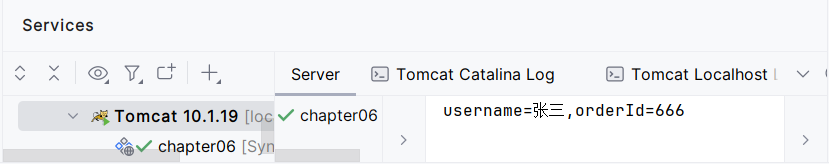 Services
Server
Tomcat Catalina Log
Tomcat Localhost L
Tomcat 10.1.19 [loc
chapter06
username=张三,orderId=666
chapter06 [Syn